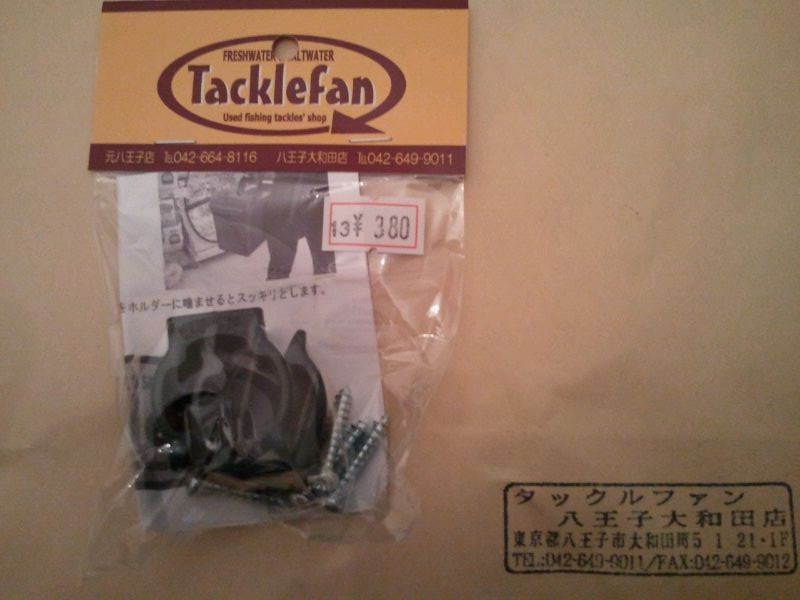 FRESHWATER & SALTWATER
Tacklefan
Used fishing tackles' shop
元八王子店 ℡042-664-8116 八王子大和田店 ℡042-649-9011
13¥ 380
をホルダーに噛ませるとスッキリとします。
タックルファン
八王子大和田店
東京都八王子市大和田町5 1 21・1F
TEL:042-649-9011/FAX:042-649-9012